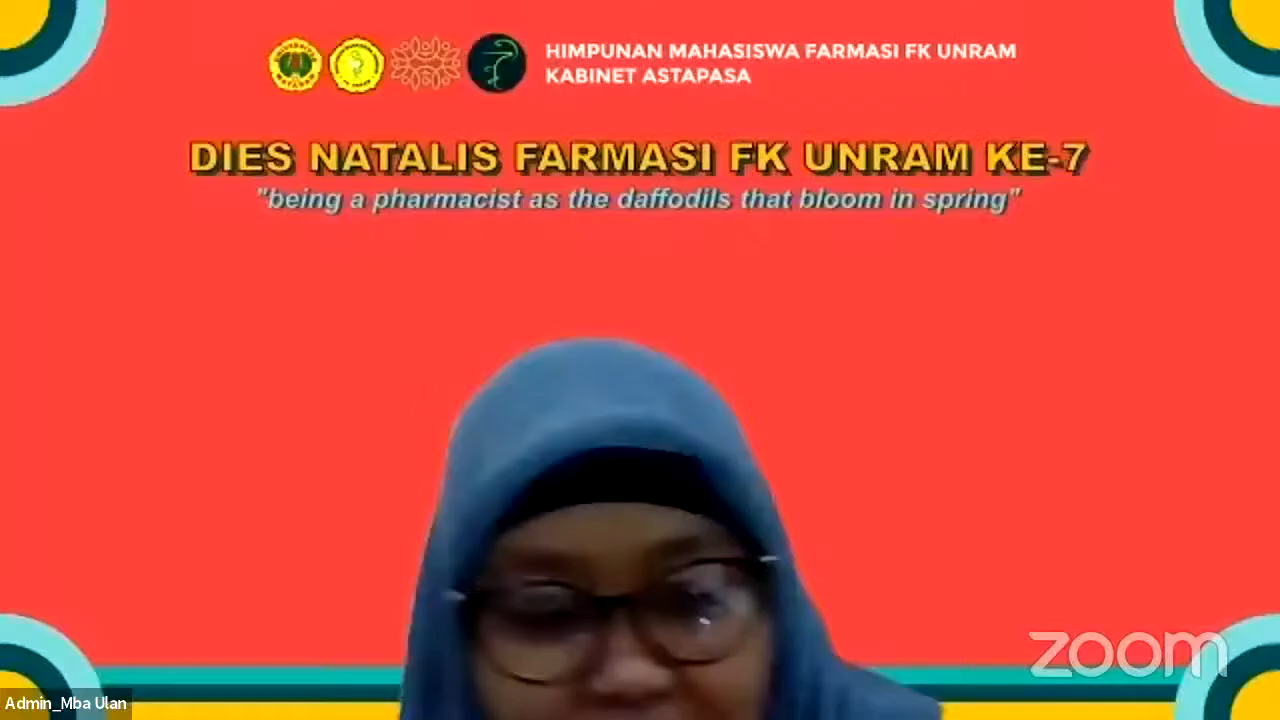 HIMPUNAN MAHASISWA FARMASI FK UNRAM
KABINET ASTAPASA
DIES NATALIS FARMASI FK UNRAM KE-7
"being a pharmacist as the daffodils that bloom in spring"
zoom
Admin_Mba Ulan